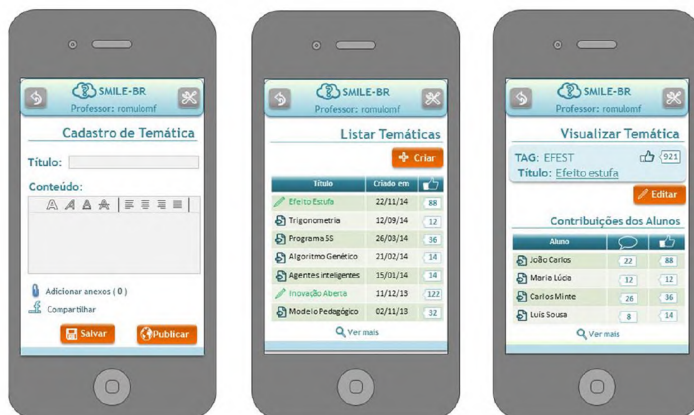 SMILE-BR
Professor: romulomf
Cadastro de Temática
Título:
Conteúdo:
A A A A
Adicionar anexos ( 0 )
Compartilhar
Salvar
Publicar
SMILE-BR
Professor: romulomf
Listar Temáticas
Criar
Título Criado em
Efeito Estufa 22/11/14 88
Trigonometria 12/09/14 12
Programa 5S 26/03/14 36
Algoritmo Genético 21/02/14 14
Agentes inteligentes 15/01/14 14
Inovação Aberta 11/12/13 122
Modelo Pedagógico 02/11/13 32
Ver mais
SMILE-BR
Professor: romulomf
Visualizar Temática
TAG: EFEST 921
Título: Efeito estufa
Editar
Contribuições dos Alunos
Aluno
João Carlos 22 88
Maria Lúcia 12 12
Carlos Minte 26 36
Luís Sousa 8 14
Ver mais